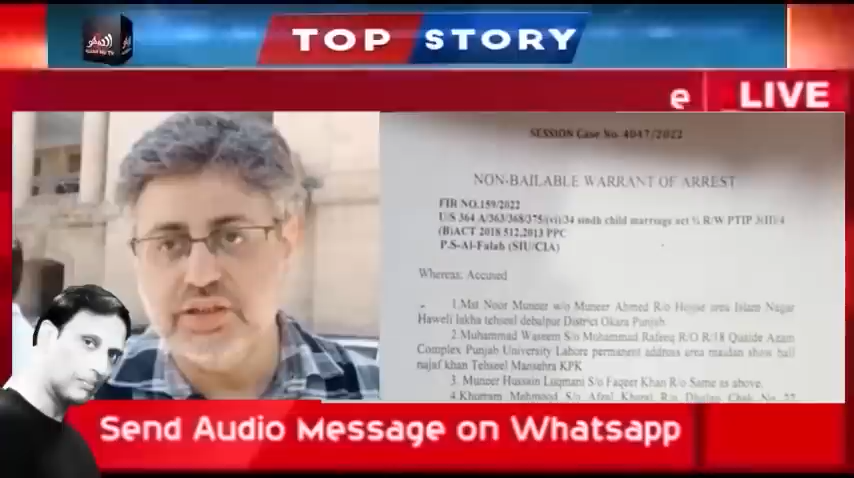 TOP STORY
e LIVE
SESSION Case No. 4047/2022
NON-BAILABLE WARRANT OF ARREST
FIR NO.159/2022
U/S 364 A/363/368/375/(vi)/34 sindh child marriage act
(B)ACT 2018 512,2013 PPC
P.S-Al-Falah (SIU/CIA)
Whereas: Accused
1.Mst Noor Muneer w/o Muneer Ahmed R/o House area Islam Nagar
Haweli lakha tehseel debalpur District Okara Punjab.
2.Muhammad Waseem S/o Muhammad Rafeeq R/O R/18 Quaide Azam
Complex Punjab University Lahore permanent address area maidan show hall
najaf khan Tehseel Mansehra KPK
3. Muneer Hussain Luqmani S/o Faqeer Khan R/o Same as above.
4.Khurram Mahmood S/o
Send Audio Message on Whatsapp